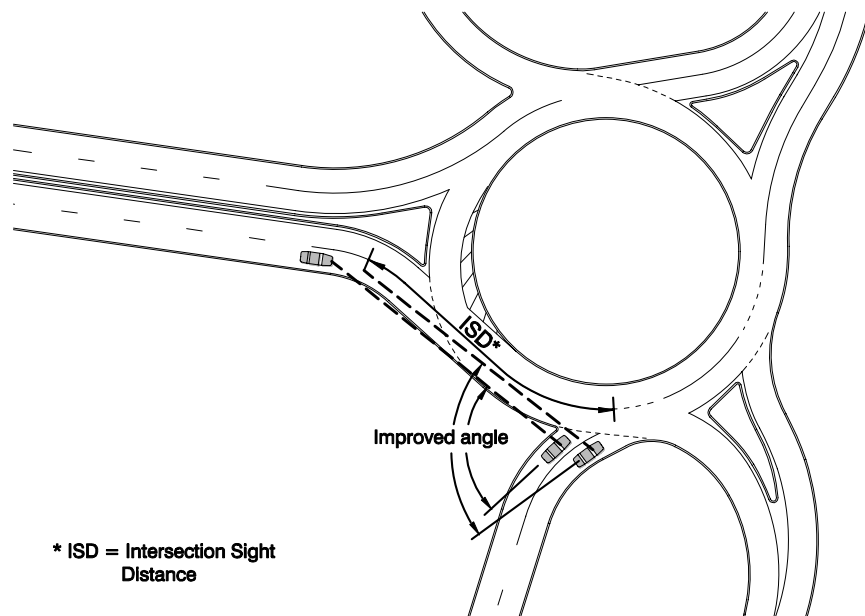 ISD*
Improved angle
* ISD = Intersection Sight
Distance